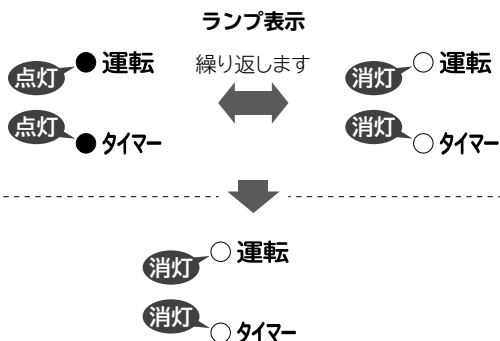 ランプ表示
点灯 運転 繰り返します 消灯 運転
点灯 タイマー 消灯 タイマー
消灯 運転
消灯 タイマー